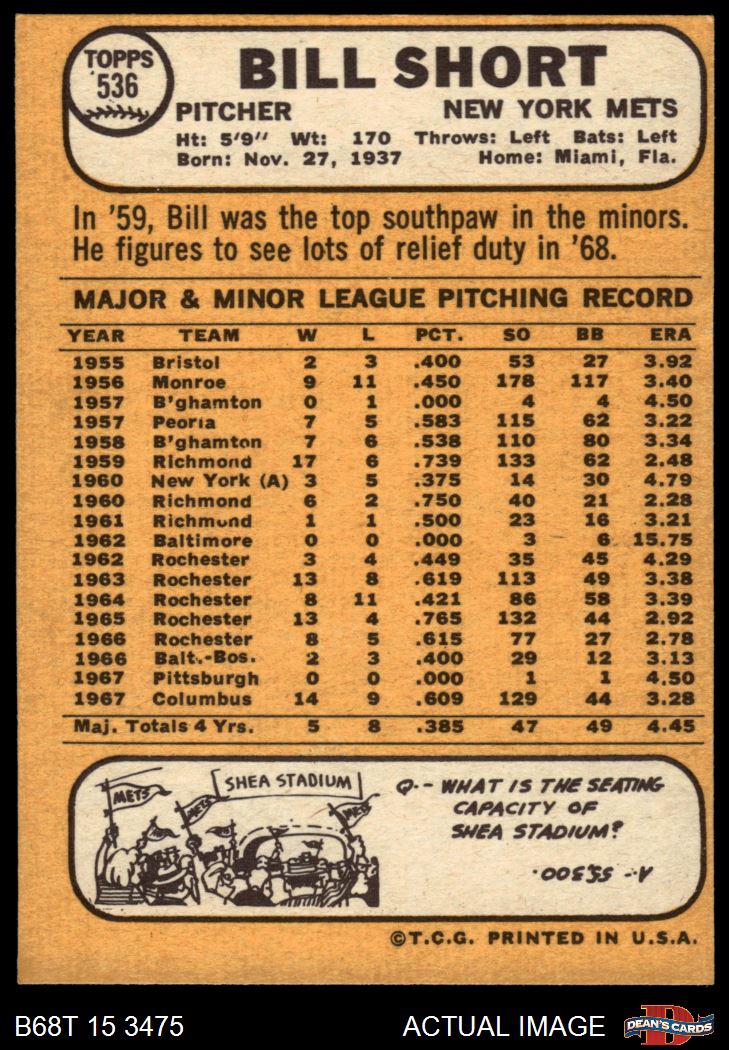 TOPPS
536
BILL SHORT
PITCHER NEW YORK METS
Ht: 5'9" Wt: 170 Throws: Left Bats: Left
Born: Nov. 27, 1937 Home: Miami, Fla.
In '59, Bill was the top southpaw in the minors.
He figures to see lots of relief duty in '68.
MAJOR & MINOR LEAGUE PITCHING RECORD
YEAR TEAM W L PCT. SO BB ERA
1955 Bristol 2 3 .400 53 27 3.92
1956 Monroe 9 11 .450 178 117 3.40
1957 B'ghamton 0 1 .000 4 4 4.50
1957 Peoria 7 5 .583 115 62 3.22
1958 B'ghamton 7 6 .538 110 80 3.34
1959 Richmond 17 6 .739 133 62 2.48
1960 New York (A) 3 5 .375 14 30 4.79
1960 Richmond 6 2 .750 40 21 2.28
1961 Richmond 1 1 .500 23 16 3.21
1962 Baltimore 0 0 .000 3 6 15.75
1962 Rochester 3 4 .449 35 45 4.29
1963 Rochester 13 8 .619 113 49 3.38
1964 Rochester 8 11 .421 86 58 3.39
1965 Rochester 13 4 .765 132 44 2.92
1966 Rochester 8 5 .615 77 27 2.78
1966 Balt.-Bos. 2 3 .400 29 12 3.13
1967 Pittsburgh 0 0 .000 1 1 4.50
1967 Columbus 14 9 .609 129 44 3.28
Maj. Totals 4 Yrs. 5 8 .385 47 49 4.45
SHEA STADIUM
METS
METS
METS
Q.-- WHAT IS THE SEATING
CAPACITY OF
SHEA STADIUM?
A-- 55,300.
©T.C.G. PRINTED IN U.S.A.
B68T 15 3475 ACTUAL IMAGE
DEAN'S CARDS